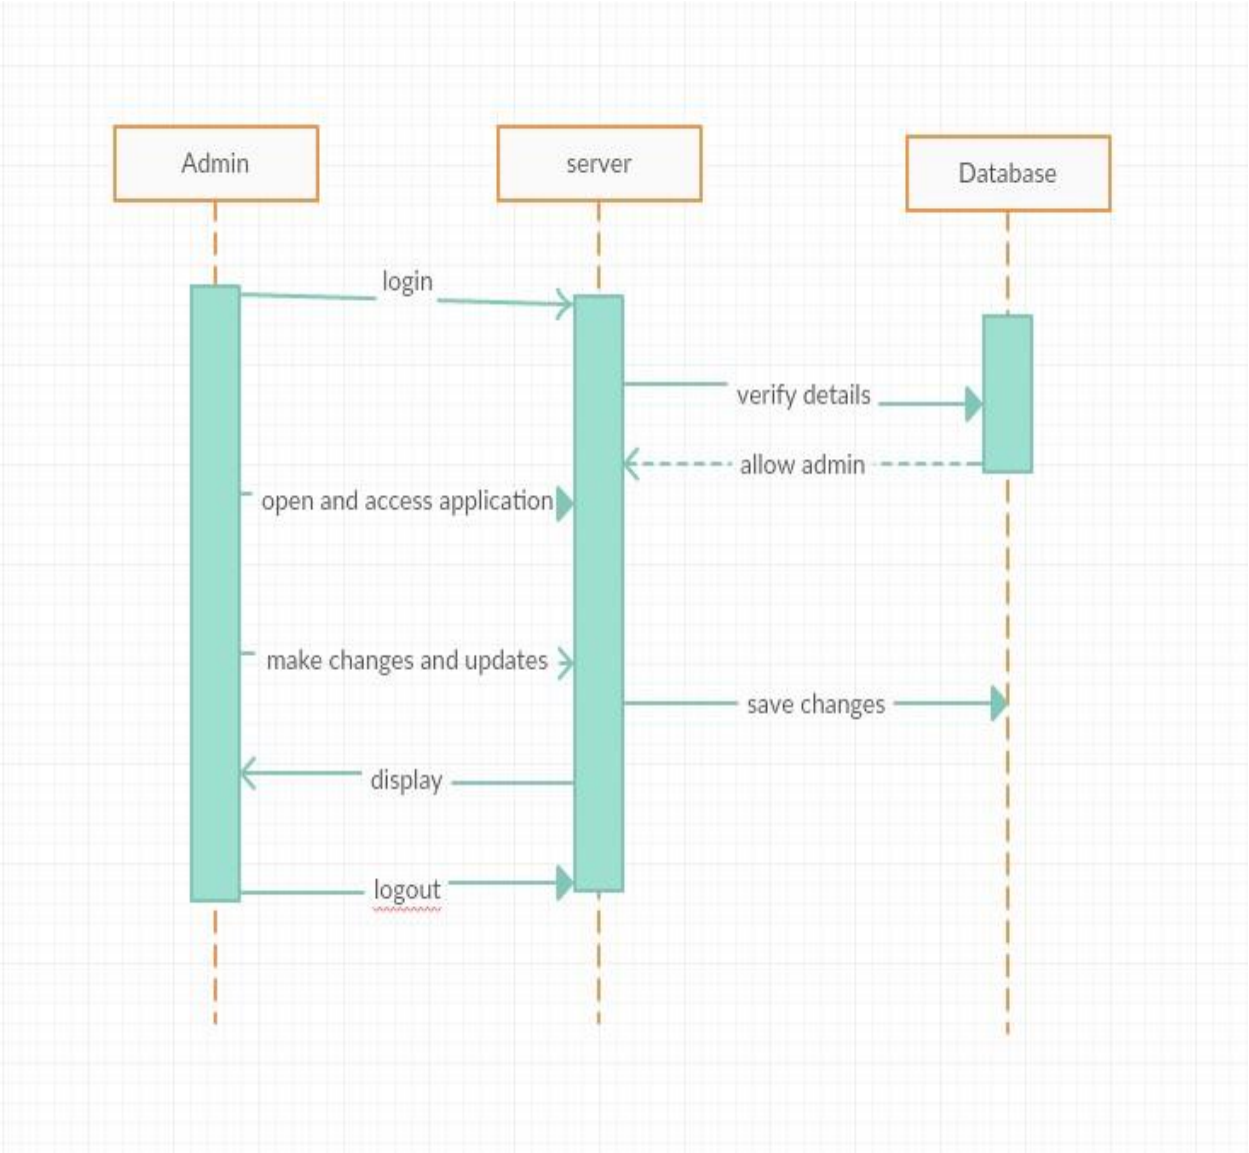 Admin
server
Database
login
verify details
allow admin
open and access application
make changes and updates
save changes
display
logout